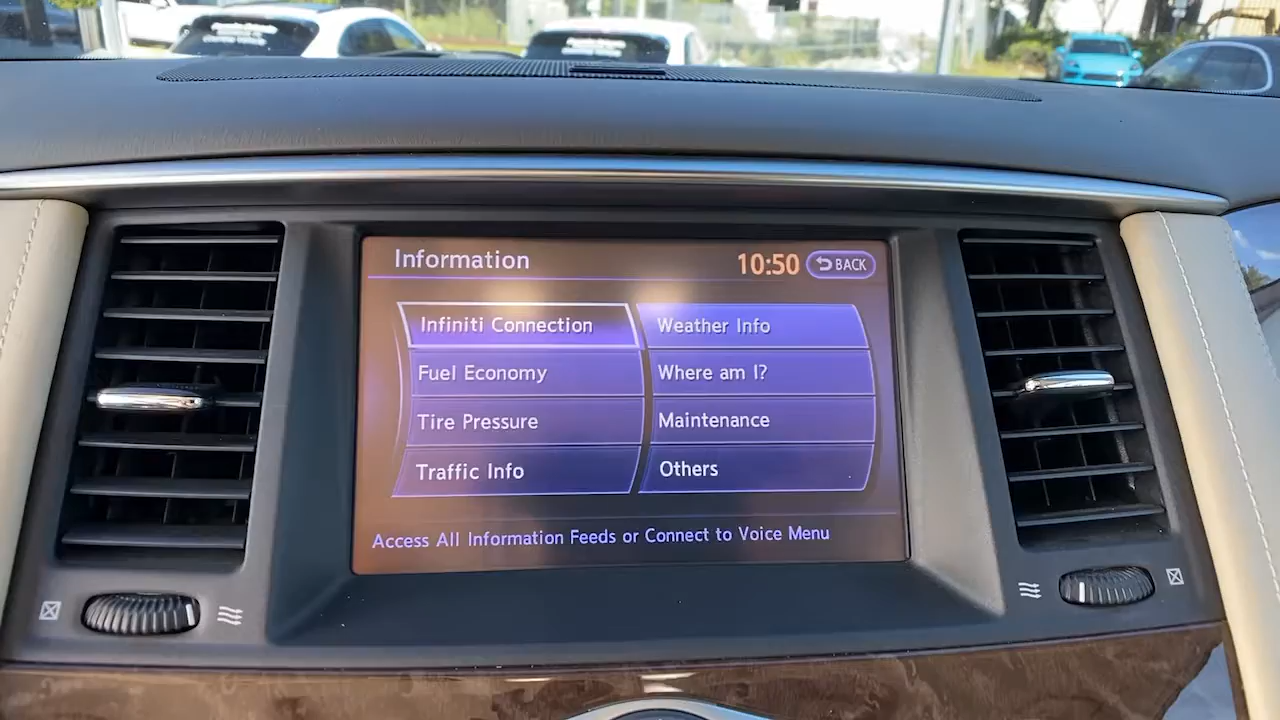 Information
10:50
BACK
Infiniti Connection
Weather Info
Fuel Economy
Where am I?
Tire Pressure
Maintenance
Traffic Info
Others
Access All Information Feeds or Connect to Voice Menu